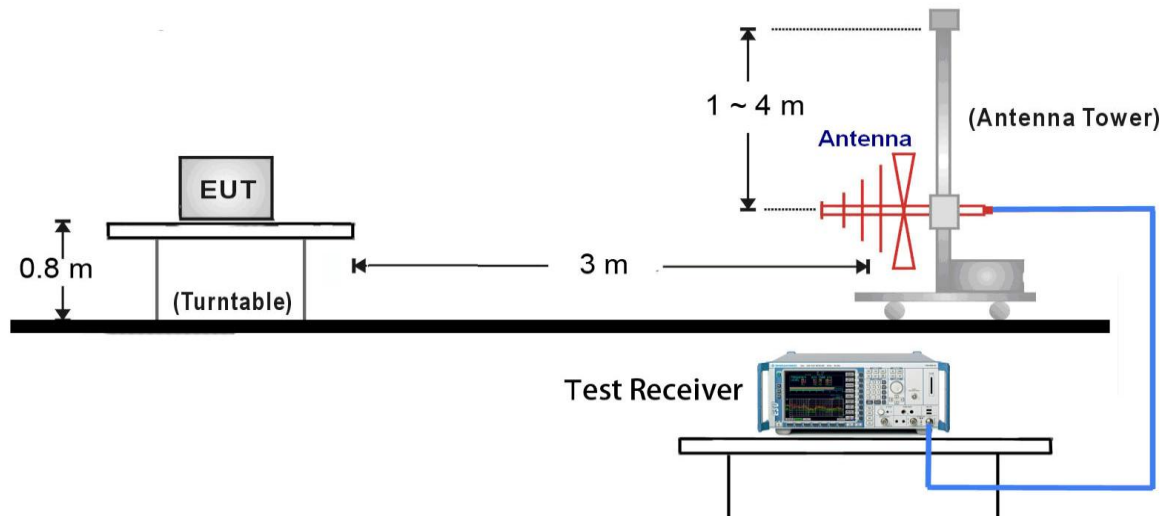 1 ~ 4 m
(Antenna Tower)
Antenna
EUT
0.8 m
3 m
(Turntable)
Test Receiver